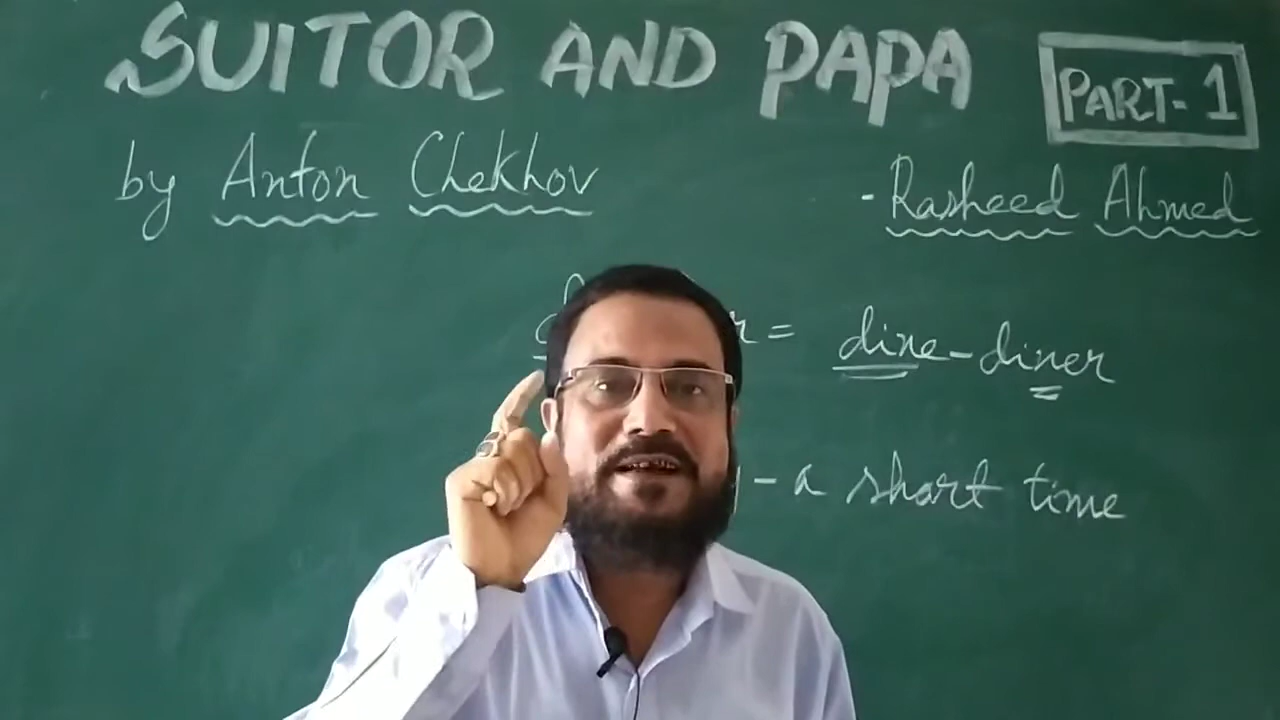 SUITOR AND PAPA
PART-1
by Anton Chekhov
- Rasheed Ahmed
= dine - diner
- a short time